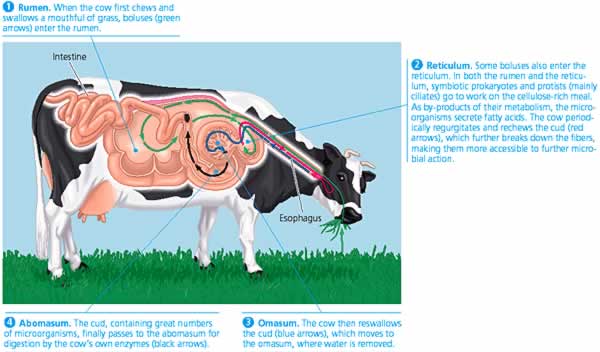 1 Rumen. When the cow first chews and
swallows a mouthful of grass, boluses (green
arrows) enter the rumen.
Intestine
2 Reticulum. Some boluses also enter the
reticulum. In both the rumen and the reticu-
lum, symbiotic prokaryotes and protists (mainly
ciliates) go to work on the cellulose-rich meal.
As by-products of their metabolism, the micro-
organisms secrete fatty acids. The cow period-
ically regurgitates and rechews the cud (red
arrows), which further breaks down the fibers,
making them more accessible to further micro-
bial action.
Esophagus
4 Abomasum. The cud, containing great numbers
of microorganisms, finally passes to the abomasum for
digestion by the cow's own enzymes (black arrows).
3 Omasum. The cow then reswallows
the cud (blue arrows), which moves to
the omasum, where water is removed.